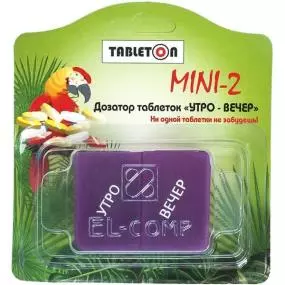 TABLETON
MINI-2
Дозатор таблеток «УТРО - ВЕЧЕР»
Ни одной таблетки не забудешь!
УТРО
ВЕЧЕР
EL-COMP